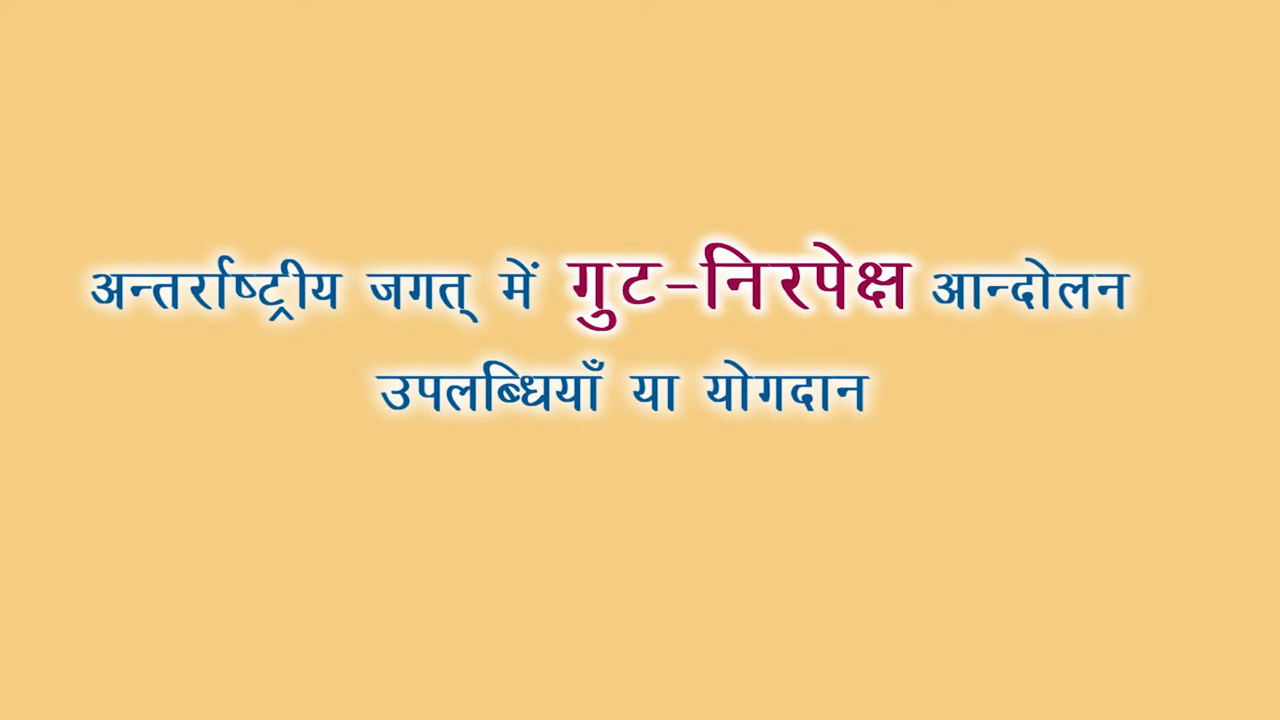 अन्तर्राष्ट्रीय जगत् में गुट-निरपेक्ष आन्दोलन
उपलब्धियाँ या योगदान